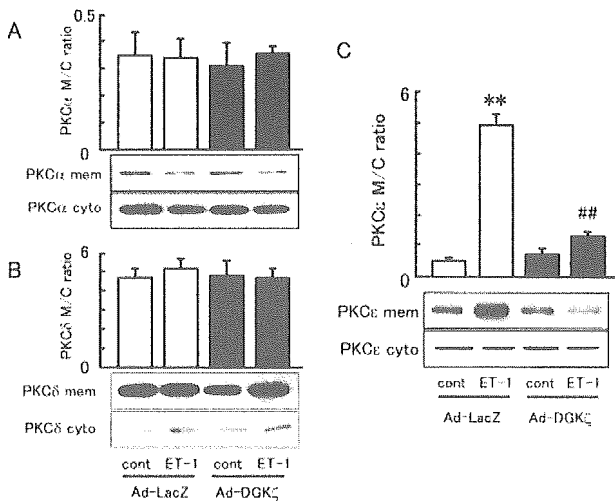 A
0.5
PKCα M/C ratio
0
PKCα mem
PKCα cyto
B
6
PKCδ M/C ratio
0
PKCδ mem
PKCδ cyto
cont ET-1 cont ET-1
Ad-LacZ Ad-DGKζ
C
6
PKCε M/C ratio
**
##
0
PKCε mem
PKCε cyto
cont ET-1 cont ET-1
Ad-LacZ Ad-DGKζ